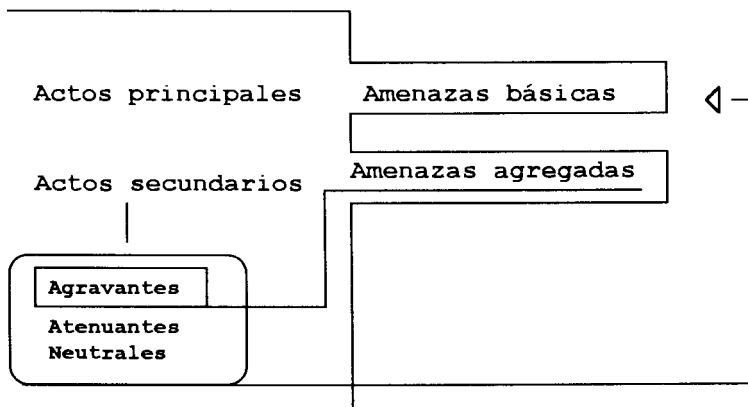 Actos principales Amenazas básicas
Actos secundarios Amenazas agregadas
Agravantes
Atenuantes
Neutrales